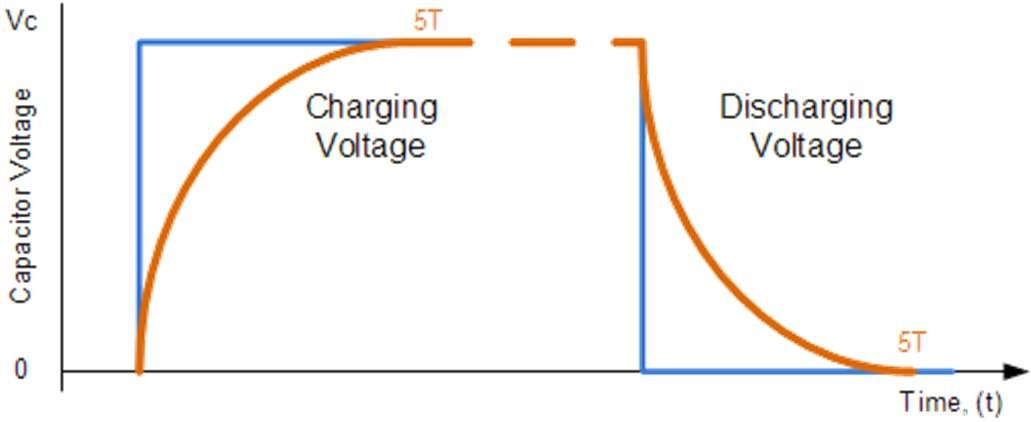 Vc
5T
Charging
Voltage
Discharging
Voltage
Capacitor Voltage
5T
0
Time, (t)